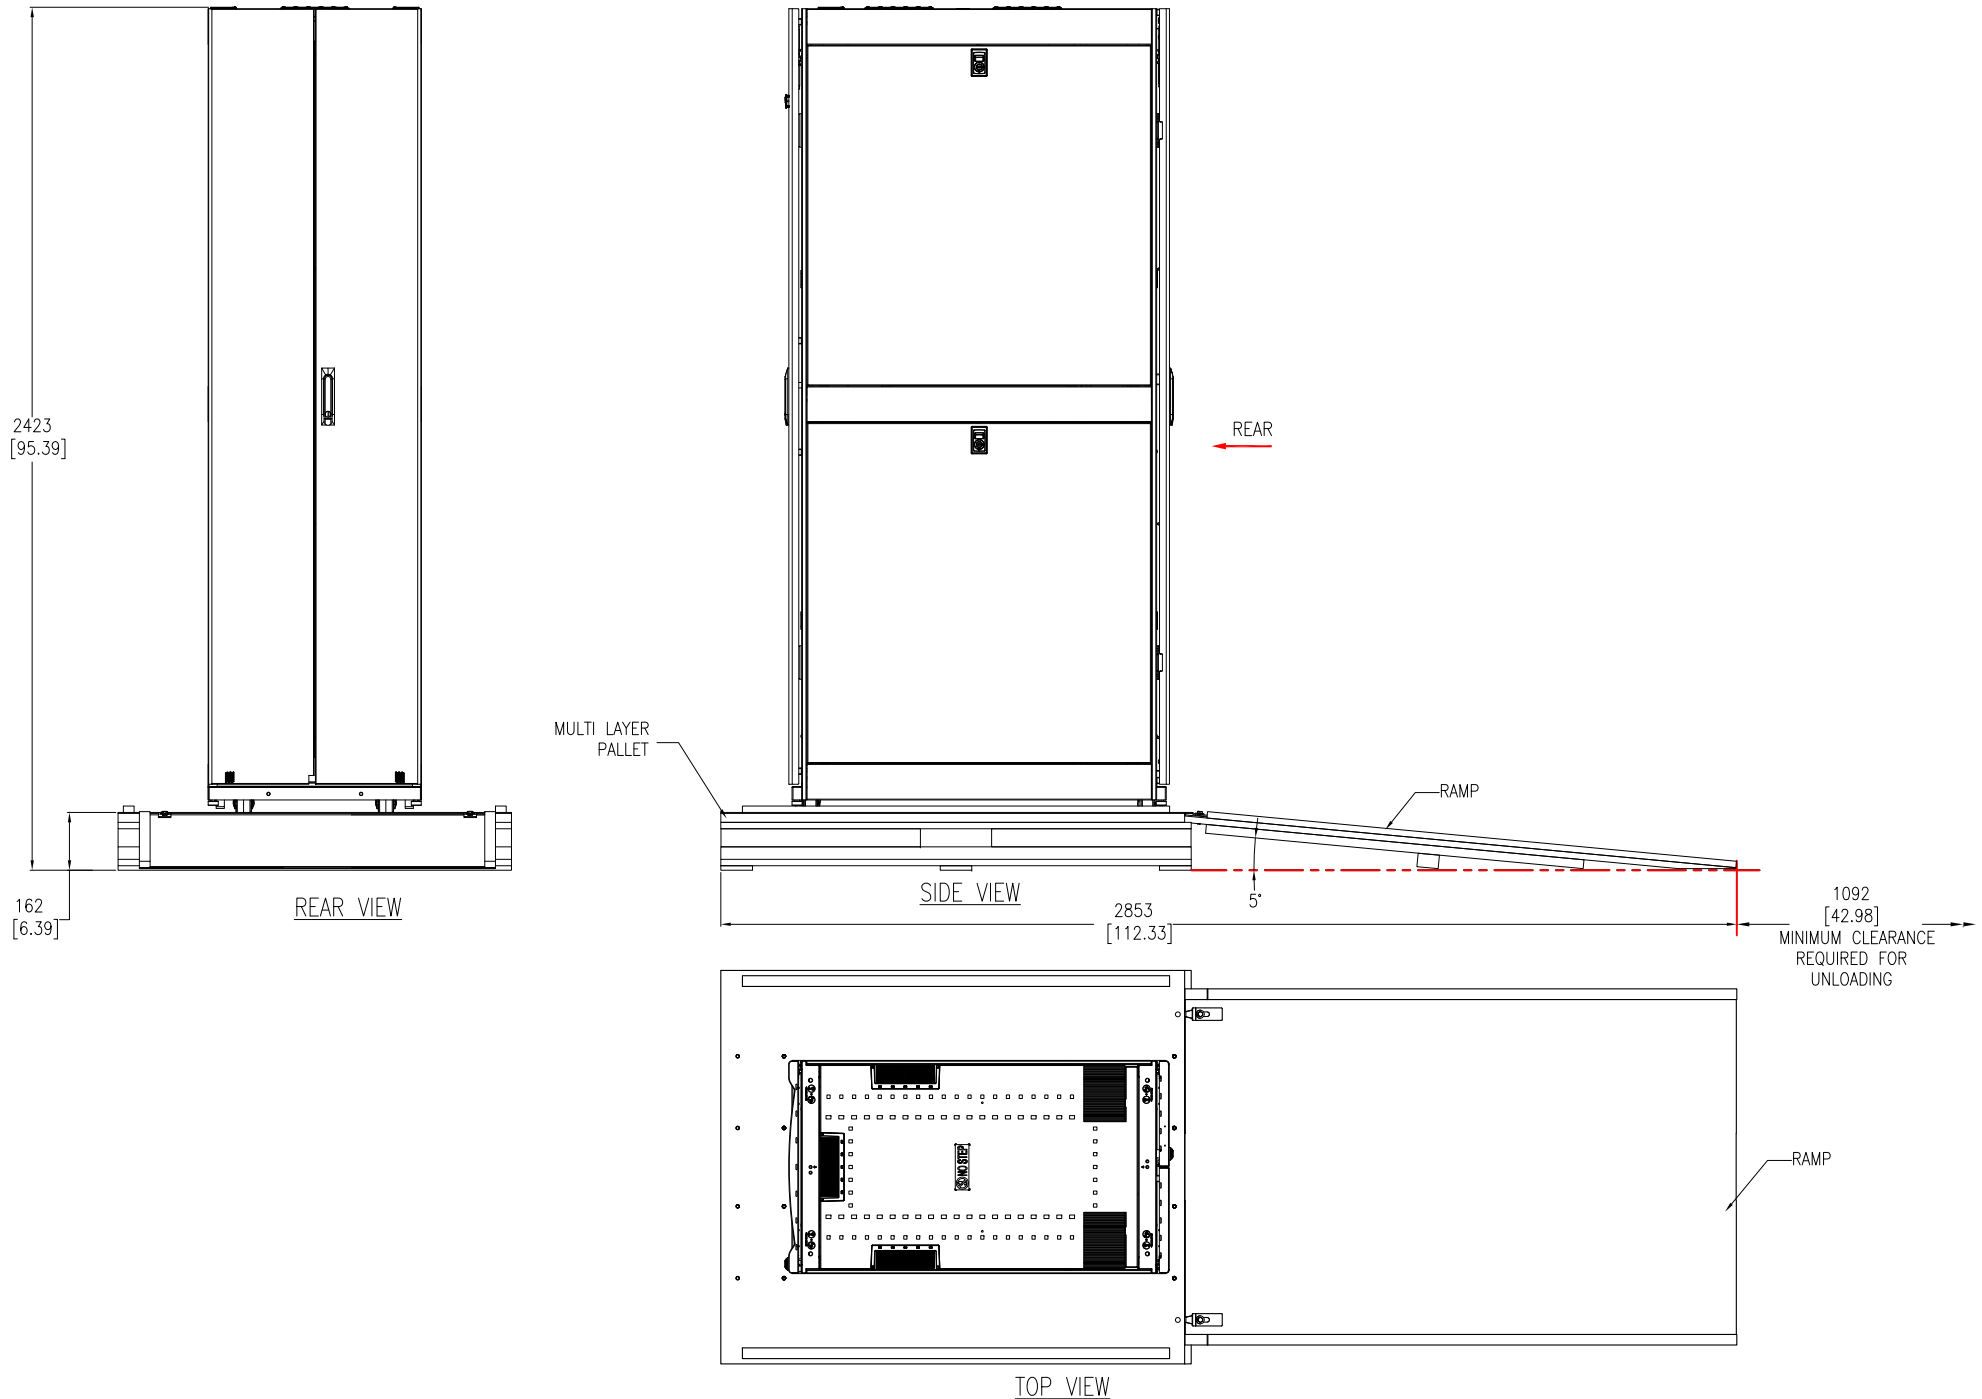 2423
[95.39]
162
[6.39]
REAR VIEW
MULTI LAYER
PALLET
REAR
RAMP
SIDE VIEW
5°
2853
[112.33]
1092
[42.98]
MINIMUM CLEARANCE
REQUIRED FOR
UNLOADING
NO STEP
RAMP
TOP VIEW